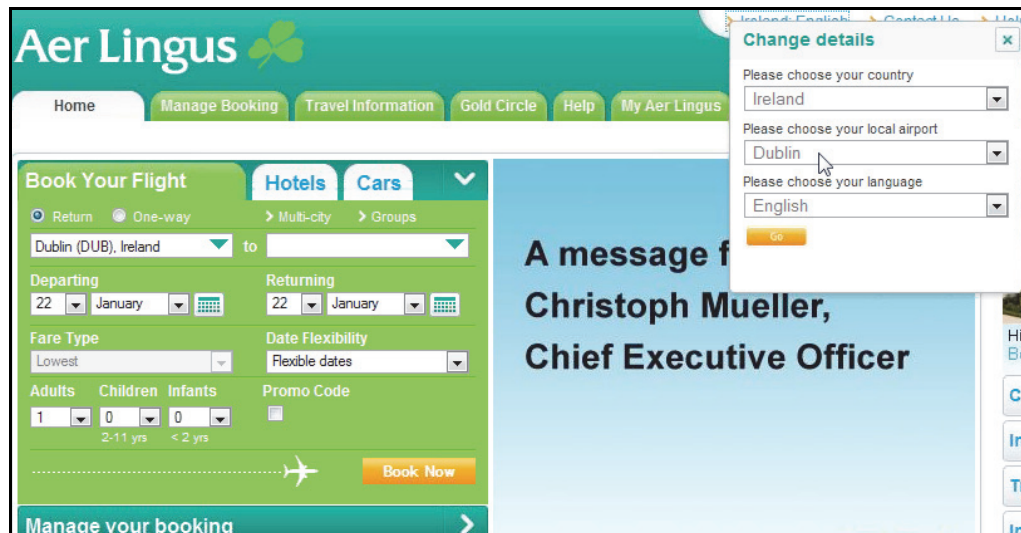 Aer Lingus
Ireland: English > Contact Us
Home Manage Booking Travel Information Gold Circle Help My Aer Lingus
Change details
Please choose your country
Ireland
Please choose your local airport
Dublin
Please choose your language
English
Go
Book Your Flight Hotels Cars
Return One-way > Multi-city > Groups
Dublin (DUB), Ireland to
Departing Returning
22 January 22 January
Fare Type Date Flexibility
Lowest Flexible dates
Adults Children Infants Promo Code
1 0 0
2-11 yrs < 2 yrs
Book Now
Manage your booking
A message
Christoph Mueller,
Chief Executive Officer